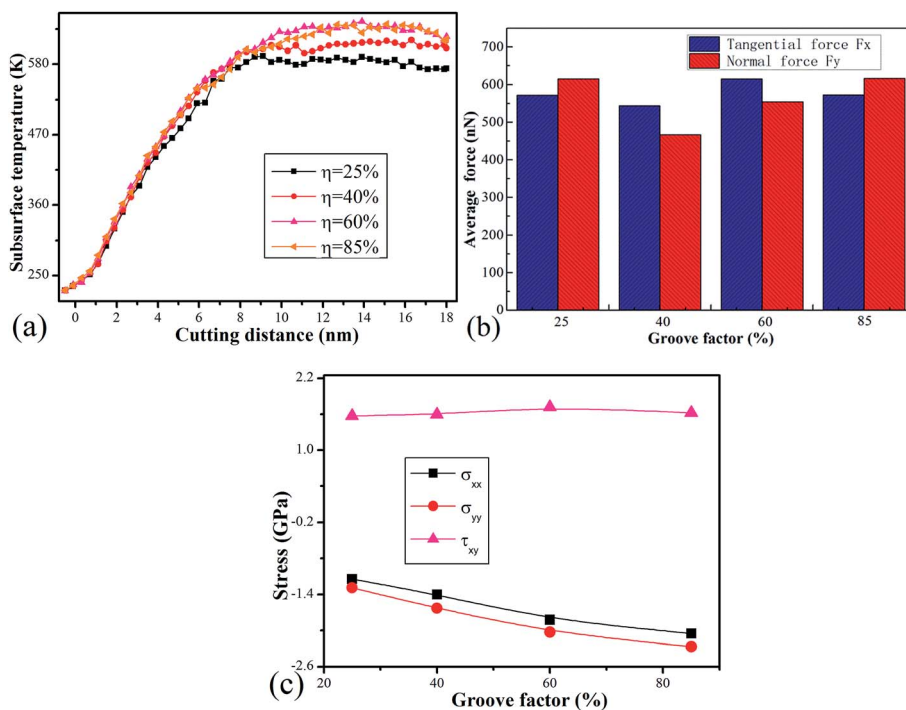 580
470
360
250
Subsurface temperature (K)
η=25%
η=40%
η=60%
η=85%
0 2 4 6 8 10 12 14 16 18
Cutting distance (nm)
(a)
700
600
500
400
300
200
100
0
Average force (nN)
Tangential force Fx
Normal force Fy
25 40 60 85
Groove factor (%)
(b)
2.2
1.0
-0.2
-1.4
-2.6
Stress (GPa)
σxx
σyy
τxy
20 40 60 80
Groove factor (%)
(c)